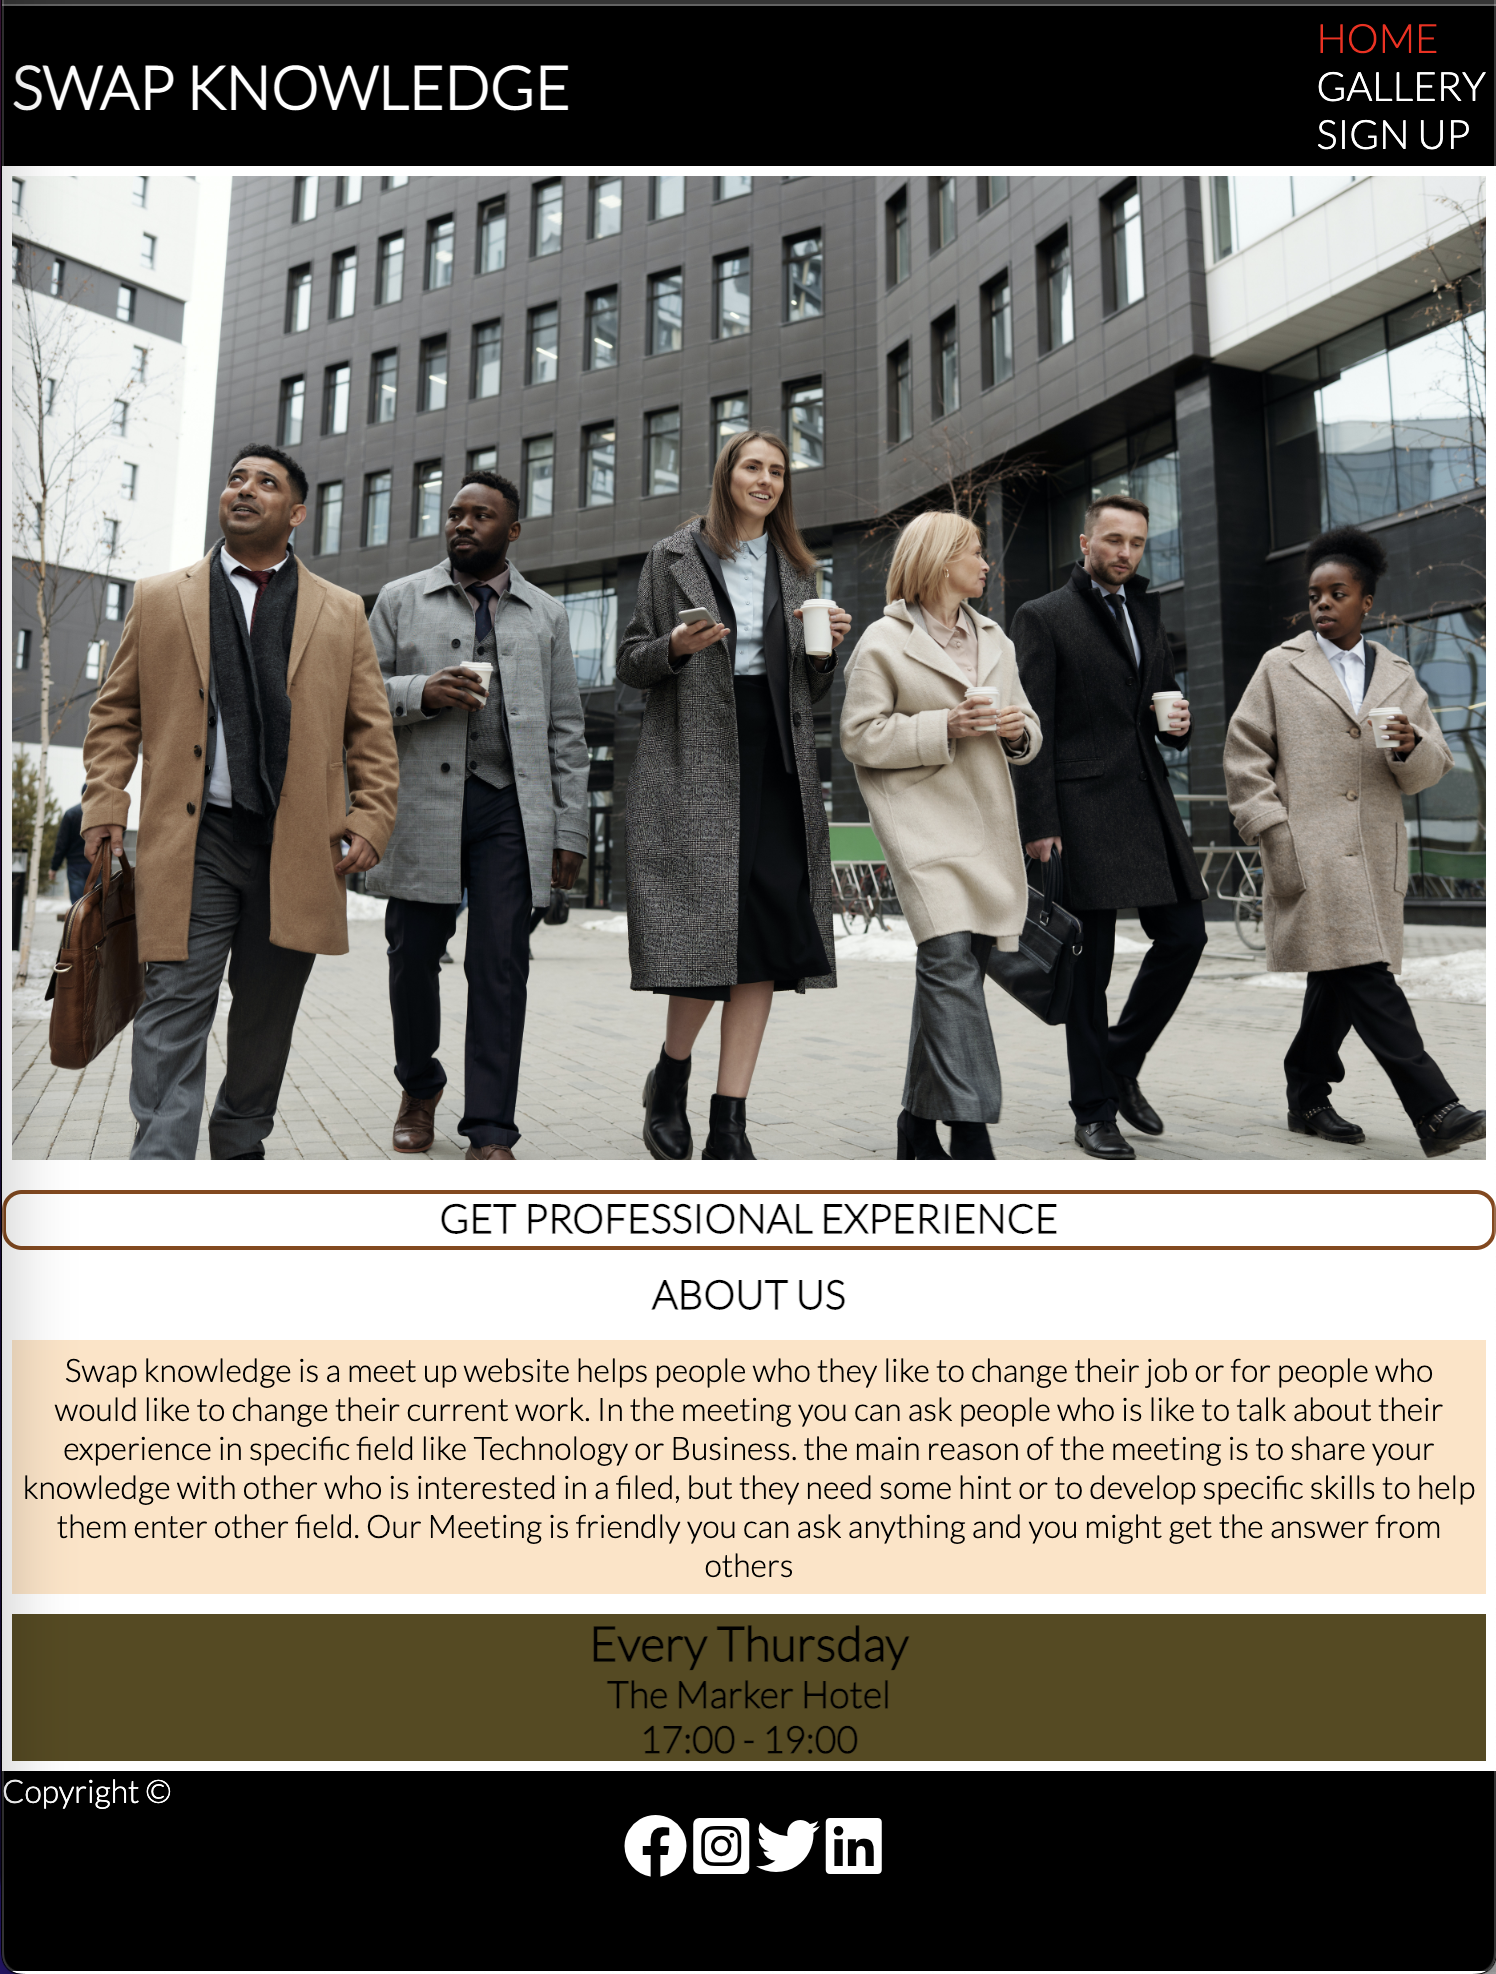 SWAP KNOWLEDGE
HOME
GALLERY
SIGN UP
GET PROFESSIONAL EXPERIENCE
ABOUT US
Swap knowledge is a meet up website helps people who they like to change their job or for people who
would like to change their current work. In the meeting you can ask people who is like to talk about their
experience in specific field like Technology or Business. the main reason of the meeting is to share your
knowledge with other who is interested in a filed, but they need some hint or to develop specific skills to help
them enter other field. Our Meeting is friendly you can ask anything and you might get the answer from
others
Every Thursday
The Marker Hotel
17:00 - 19:00
Copyright ©